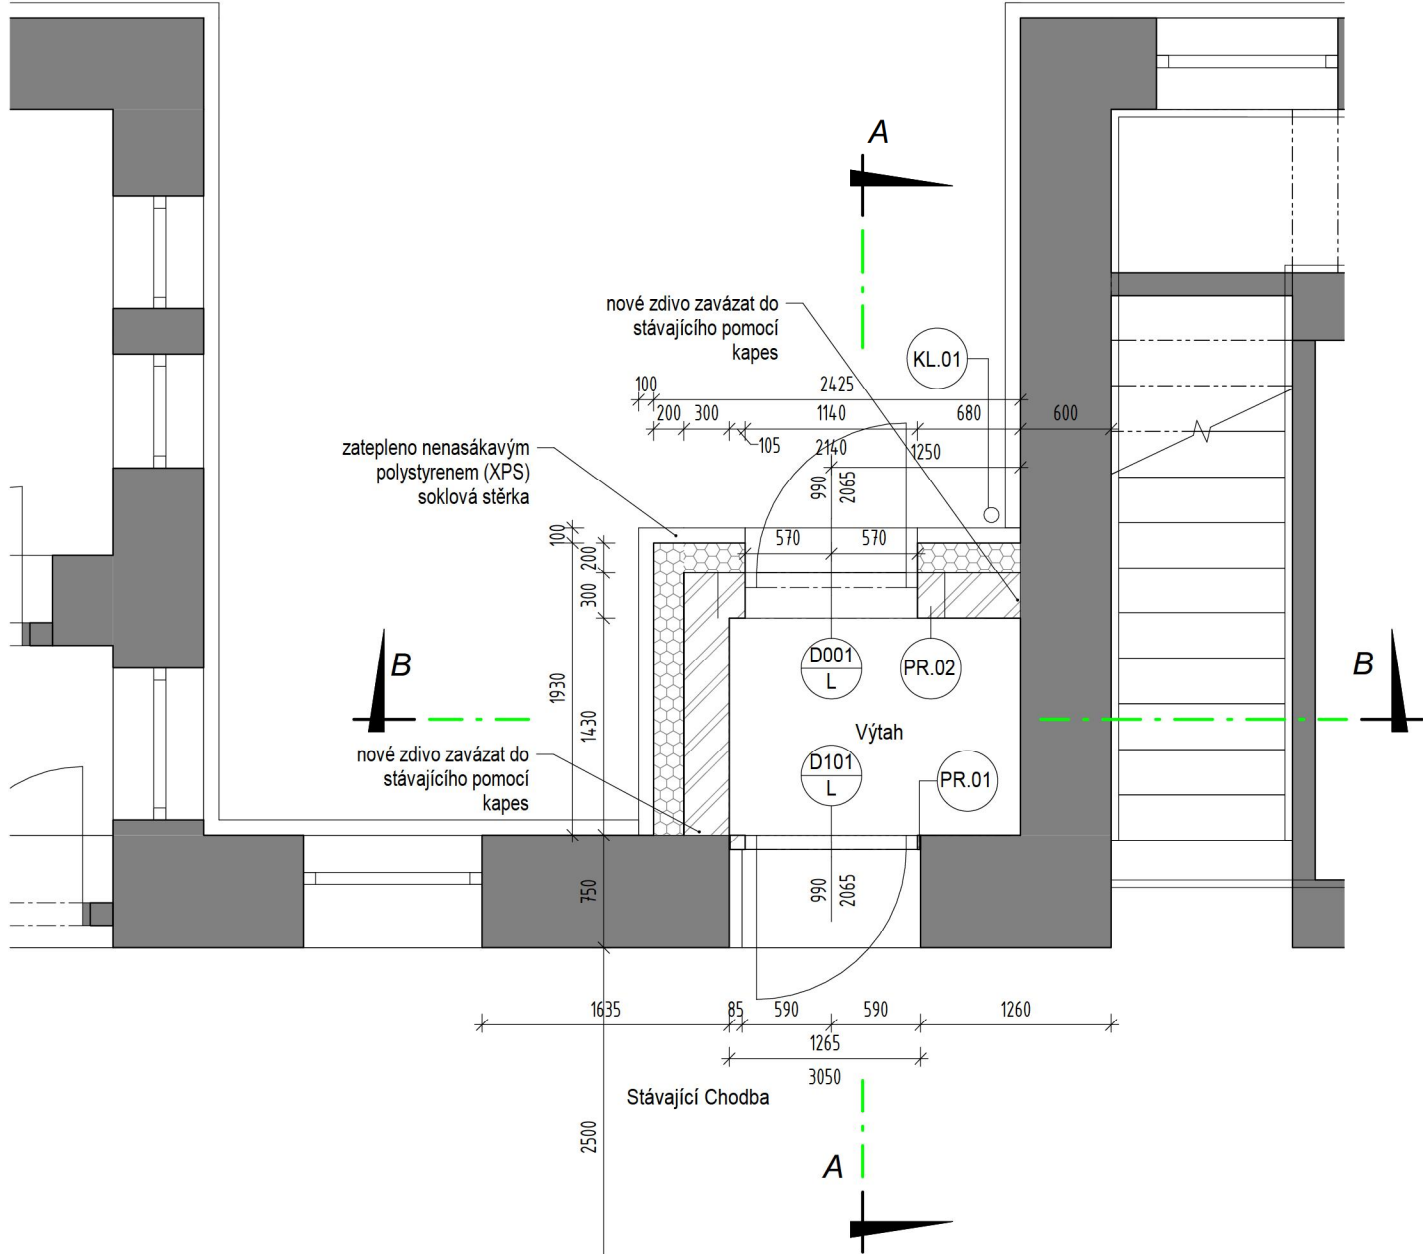 A
nové zdivo zavázat do
stávajícího pomocí
kapes
KL.01
100
2425
200
300
1140
680
600
105
2140
1250
zatepleno nenasákavým
polystyrenem (XPS)
soklová stěrka
990
2065
100
200
570
570
300
B
D001
L
PR.02
B
1930
1430
Výtah
nové zdivo zavázat do
stávajícího pomocí
kapes
D101
L
PR.01
750
990
2065
1635
85
590
590
1260
1265
3050
Stávající Chodba
2500
A